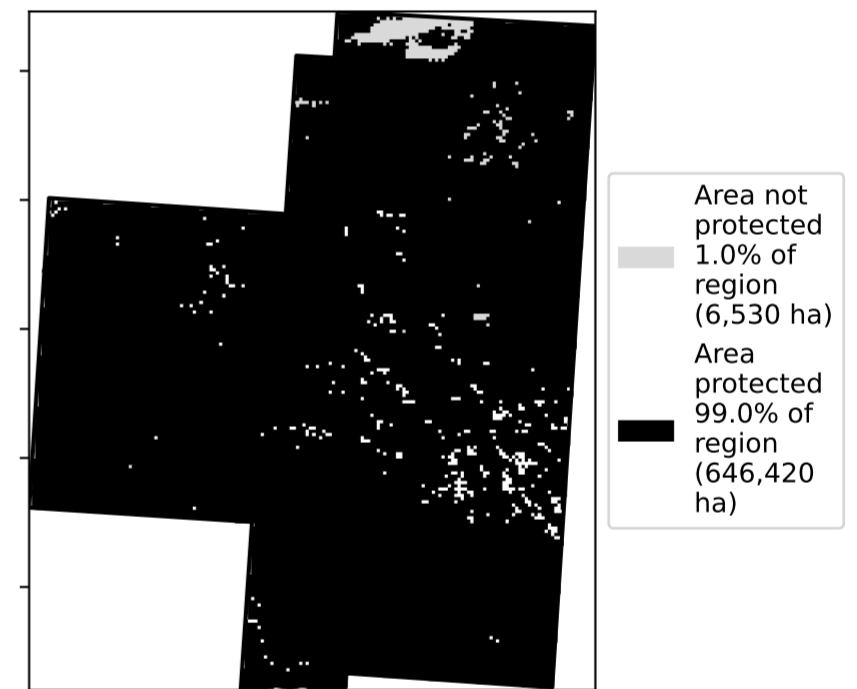 Area not
protected
1.0% of
region
(6,530 ha)
Area
protected
99.0% of
region
(646,420
ha)